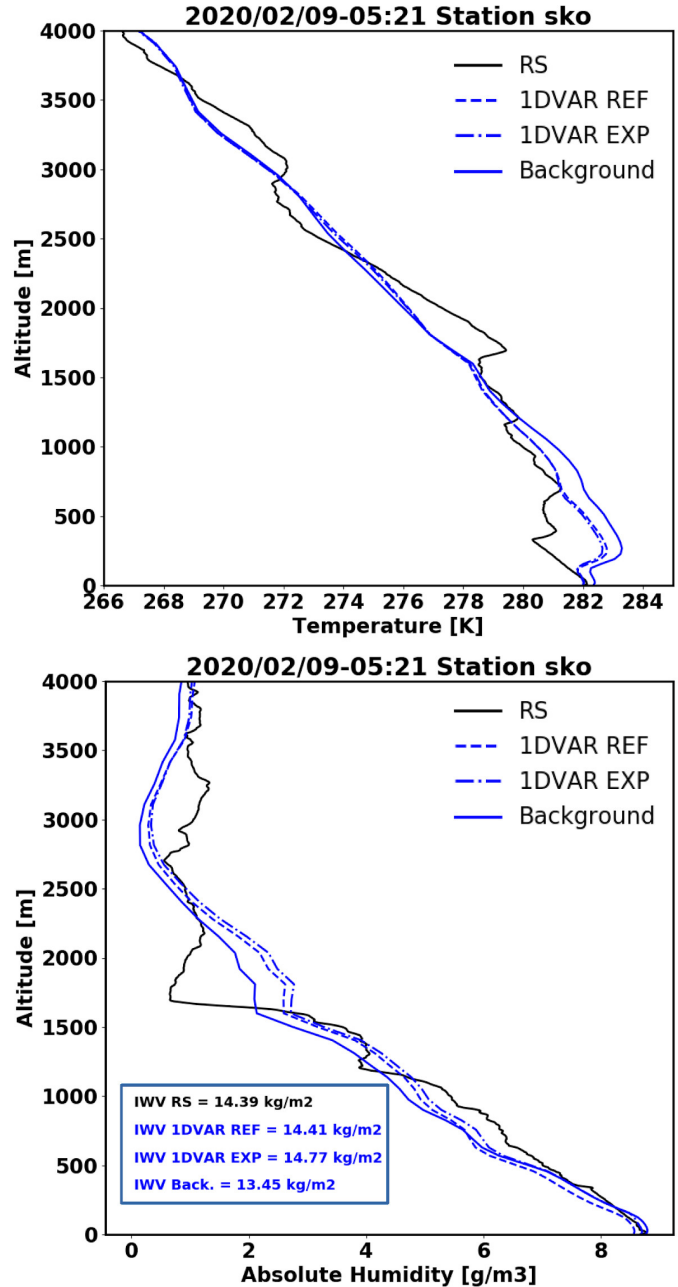 2020/02/09-05:21 Station sko
4000
3500
3000
2500
2000
1500
1000
500
0
Altitude [m]
RS
1DVAR REF
1DVAR EXP
Background
266 268 270 272 274 276 278 280 282 284
Temperature [K]
2020/02/09-05:21 Station sko
4000
3500
3000
2500
2000
1500
1000
500
0
Altitude [m]
RS
1DVAR REF
1DVAR EXP
Background
IWV RS = 14.39 kg/m2
IWV 1DVAR REF = 14.41 kg/m2
IWV 1DVAR EXP = 14.77 kg/m2
IWV Back. = 13.45 kg/m2
0 2 4 6 8
Absolute Humidity [g/m3]